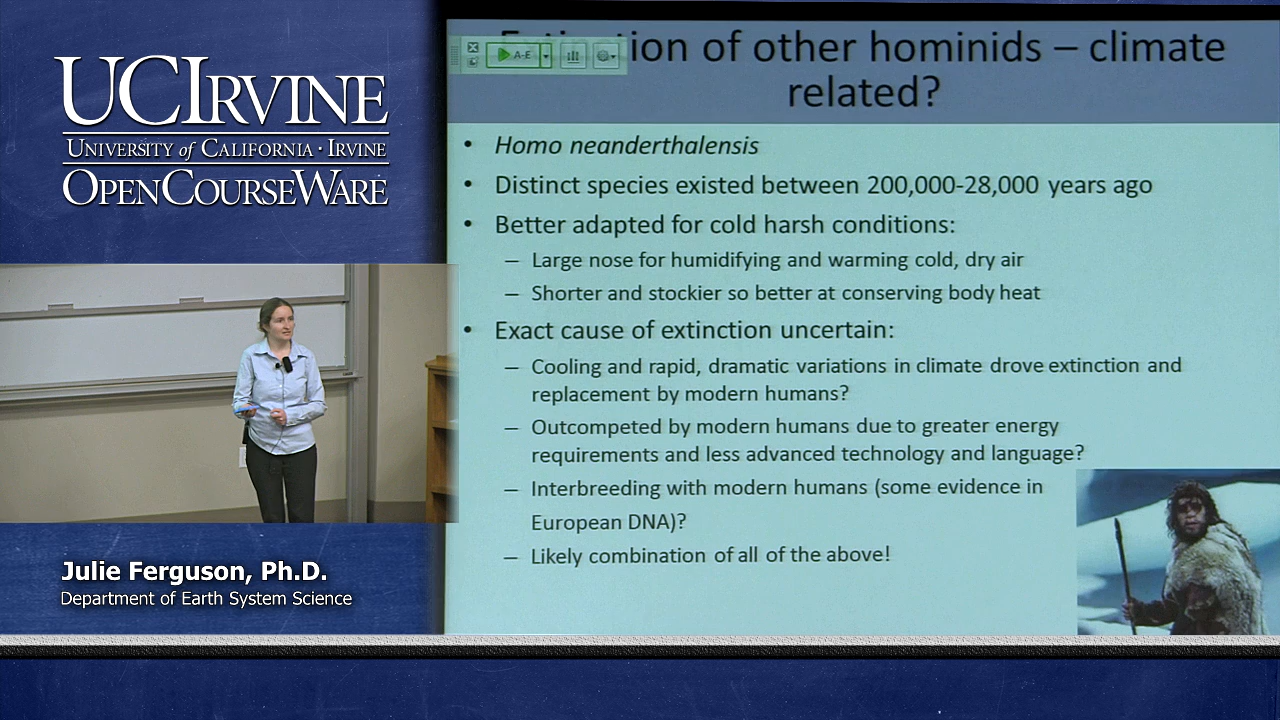 UCIRVINE
UNIVERSITY of CALIFORNIA · IRVINE
OPENCOURSEWARE
Julie Ferguson, Ph.D.
Department of Earth System Science
A-E
ion of other hominids – climate
related?
• Homo neanderthalensis
• Distinct species existed between 200,000-28,000 years ago
• Better adapted for cold harsh conditions:
– Large nose for humidifying and warming cold, dry air
– Shorter and stockier so better at conserving body heat
• Exact cause of extinction uncertain:
– Cooling and rapid, dramatic variations in climate drove extinction and
replacement by modern humans?
– Outcompeted by modern humans due to greater energy
requirements and less advanced technology and language?
– Interbreeding with modern humans (some evidence in
European DNA)?
– Likely combination of all of the above!